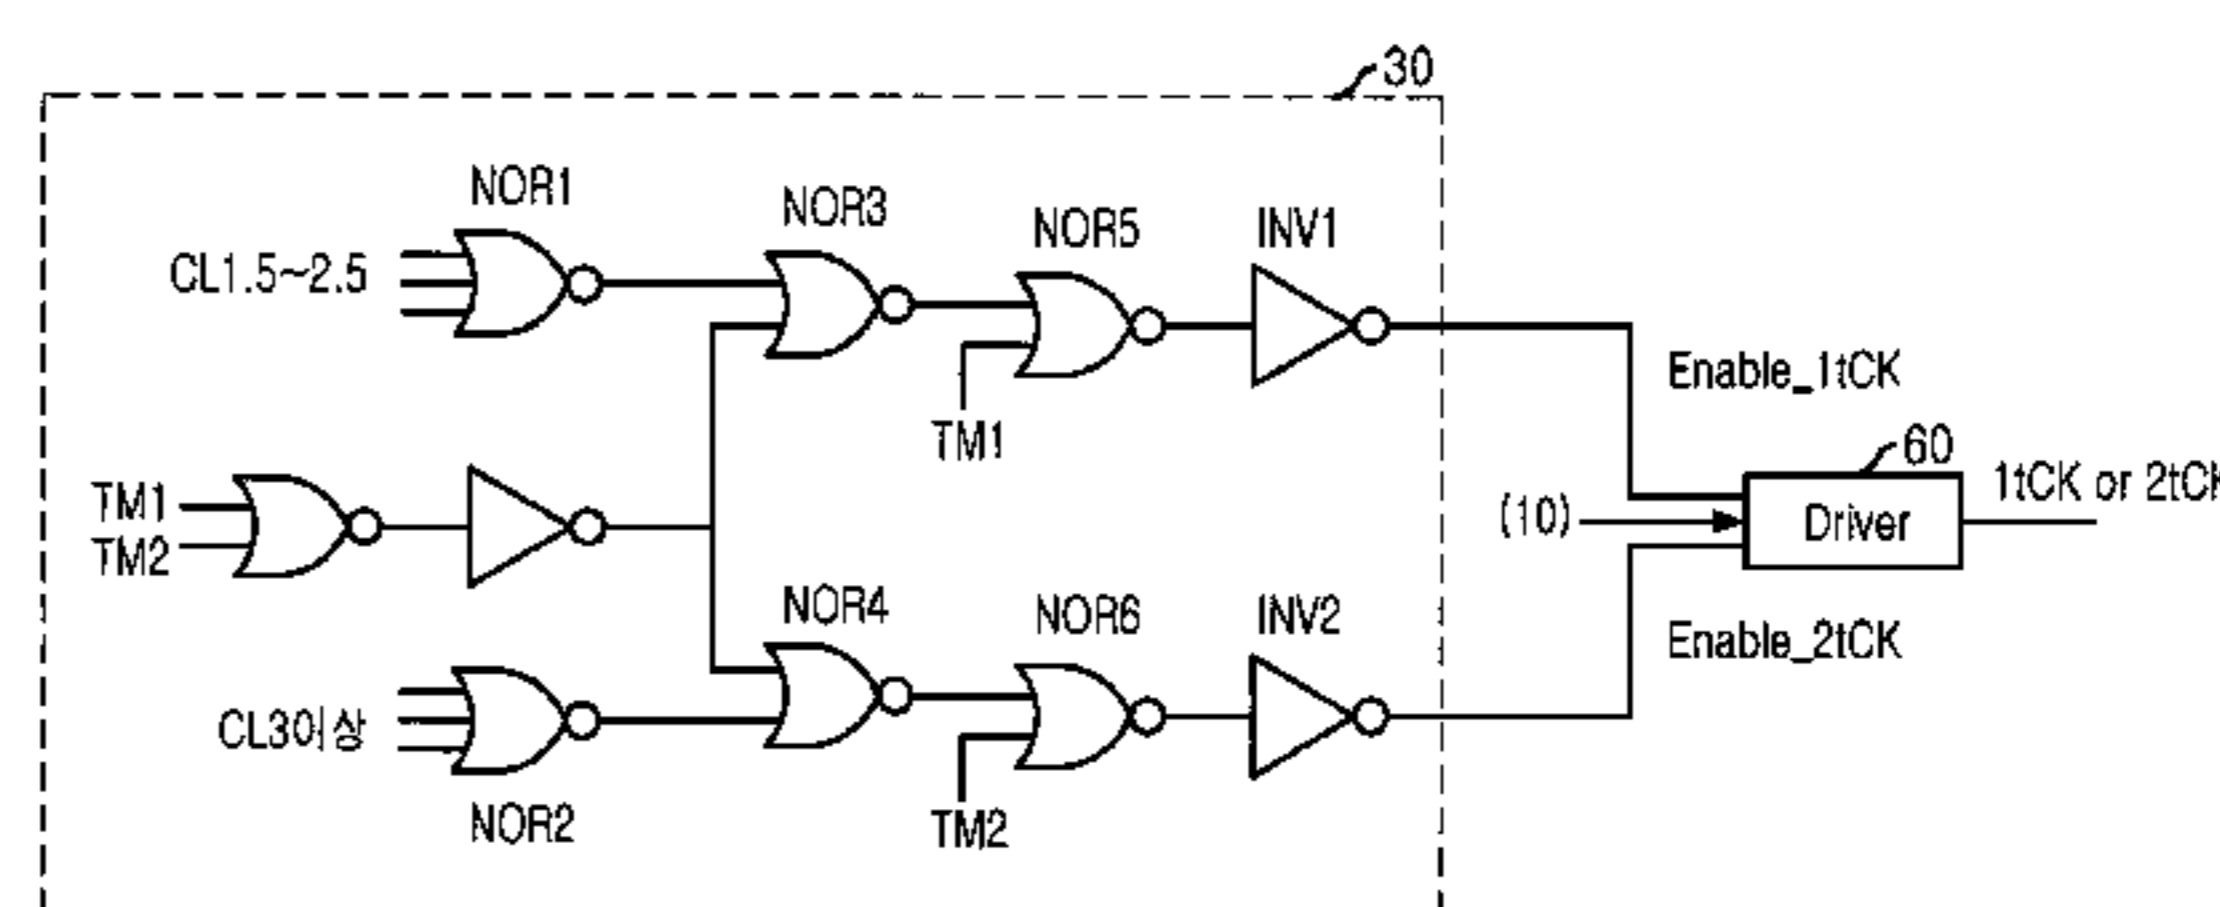 30
NOR1
NOR3
NOR5
INV1
CL1.5~2.5
TM1
Enable_1tCK
60
1tCK or 2tCK
(10)
Driver
TM1
TM2
NOR4
NOR6
INV2
Enable_2tCK
CL30이상
NOR2
TM2